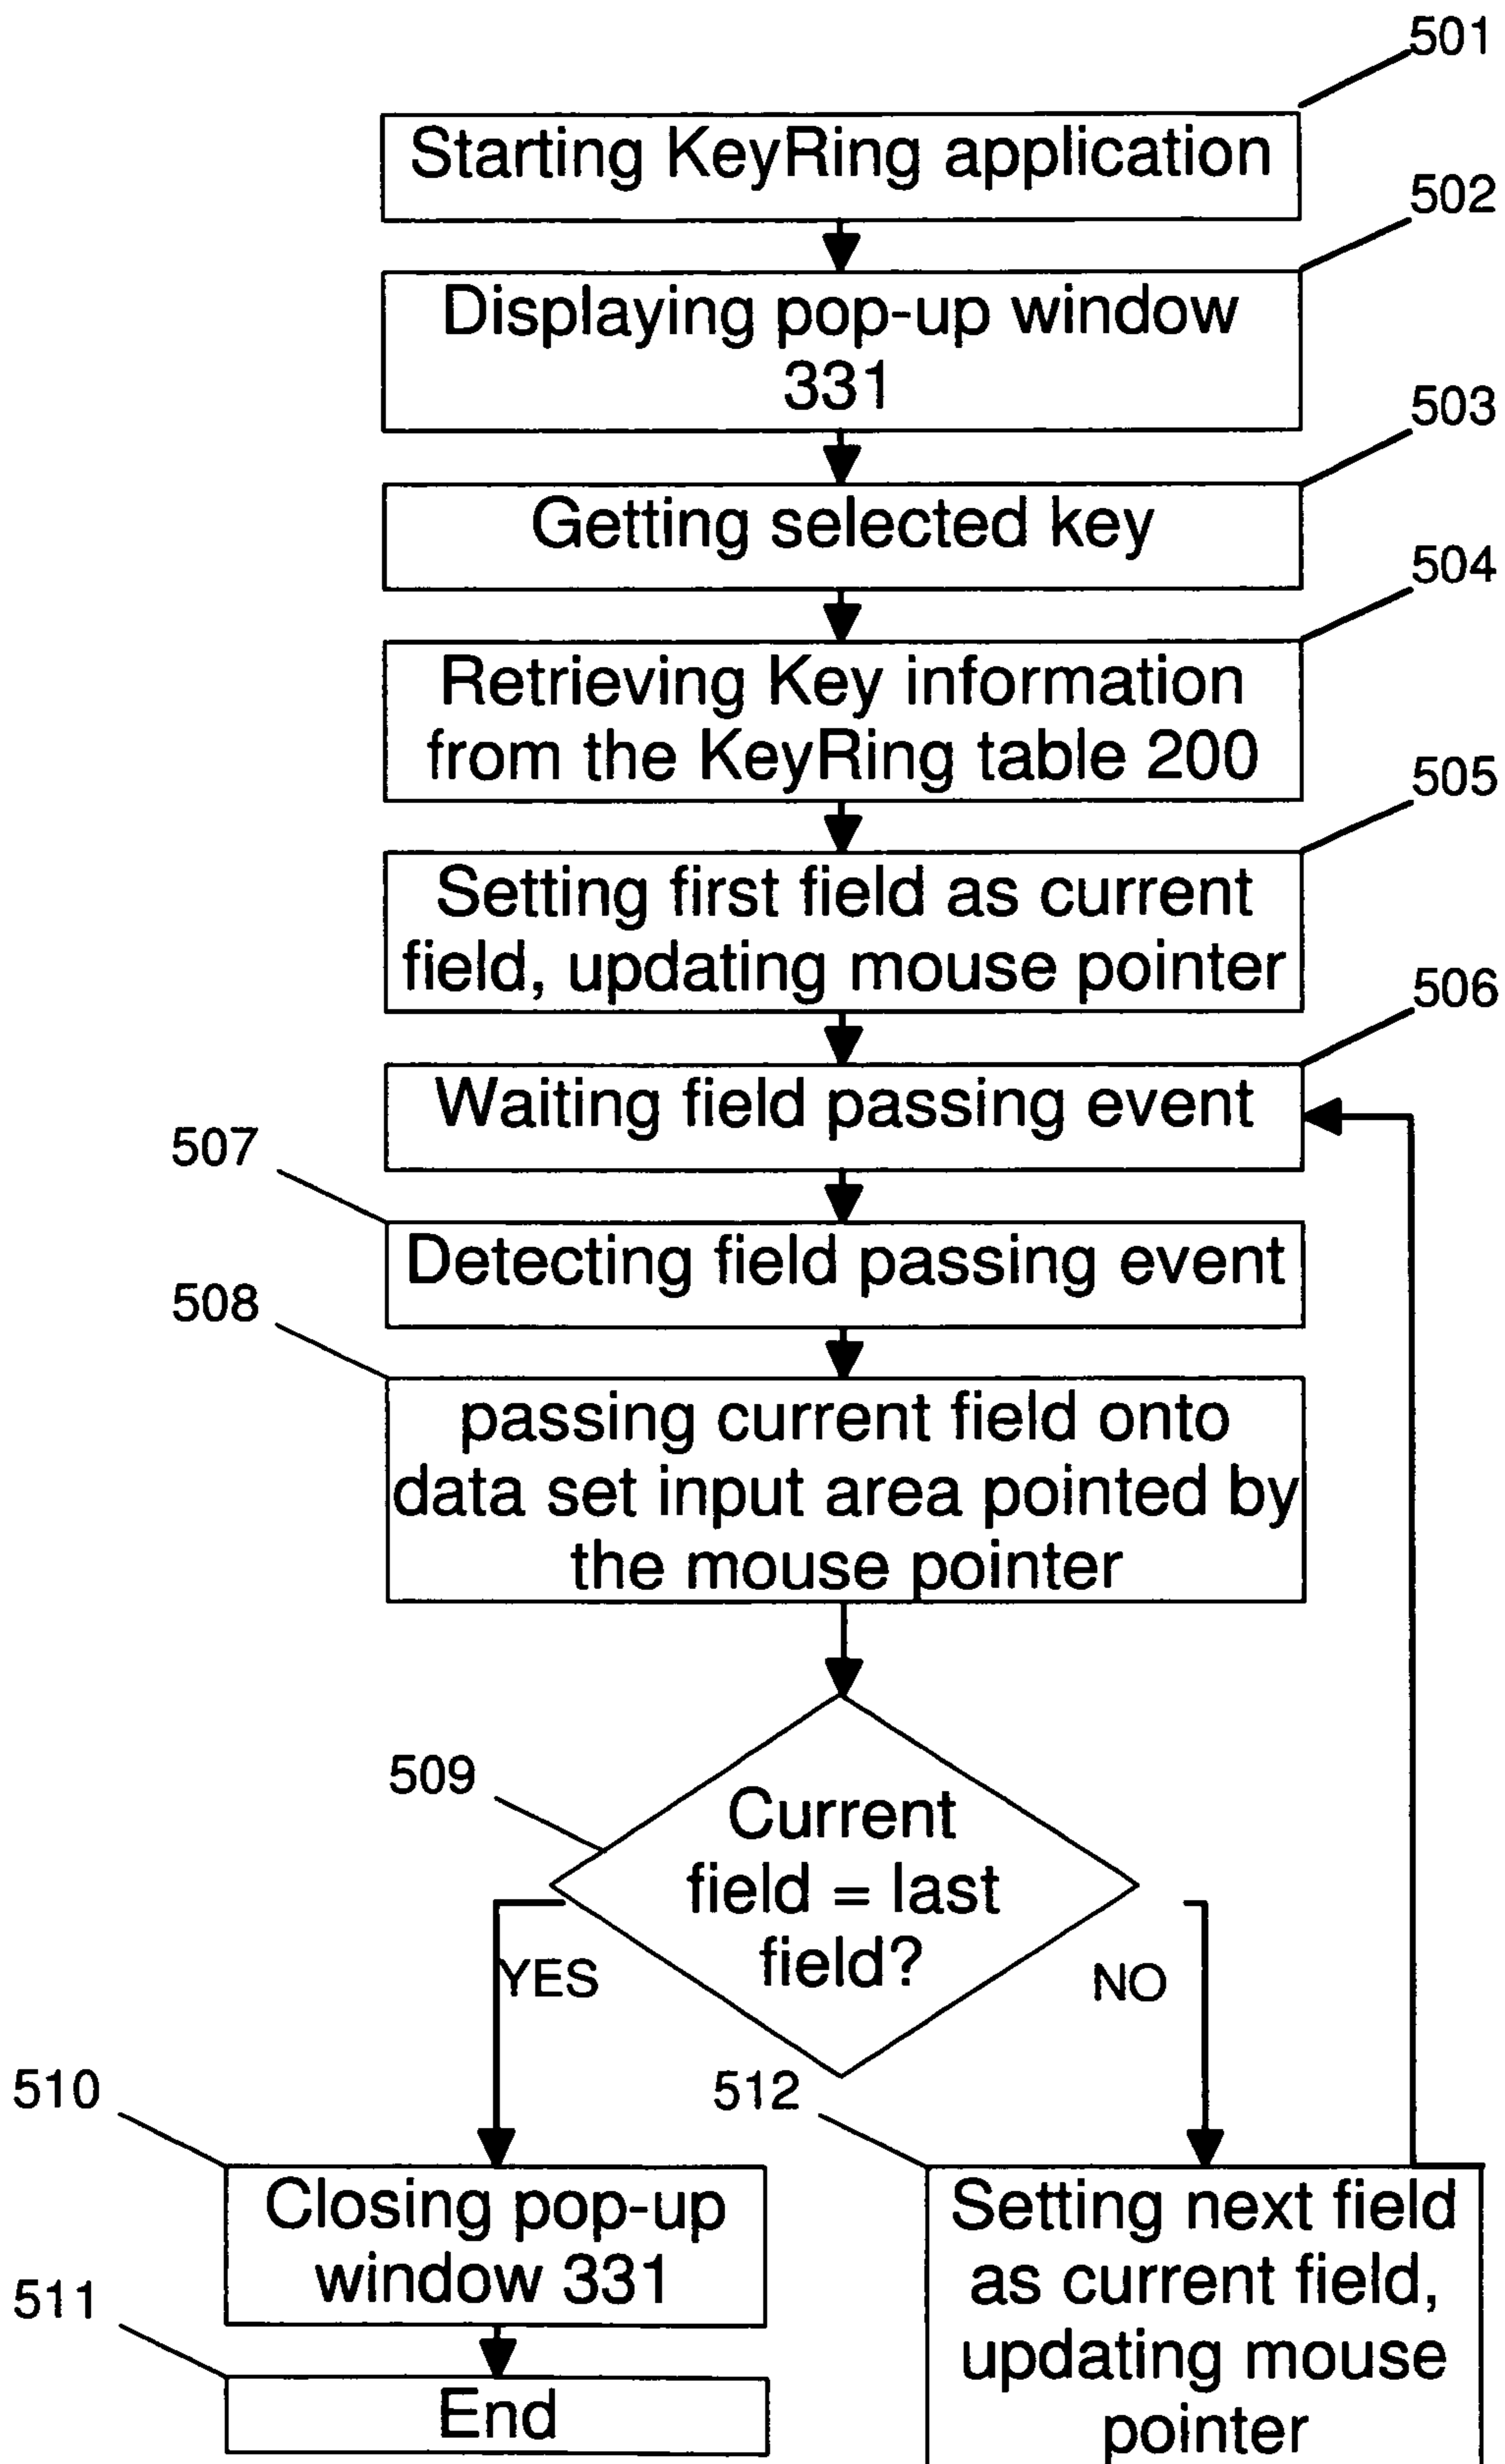 501
Starting KeyRing application
502
Displaying pop-up window
331
503
Getting selected key
504
Retrieving Key information
from the KeyRing table 200
505
Setting first field as current
field, updating mouse pointer
506
Waiting field passing event
507
Detecting field passing event
508
passing current field onto
data set input area pointed by
the mouse pointer
509
Current
field = last
field?
YES
NO
510
512
Closing pop-up
window 331
Setting next field
as current field,
updating mouse
pointer
511
End